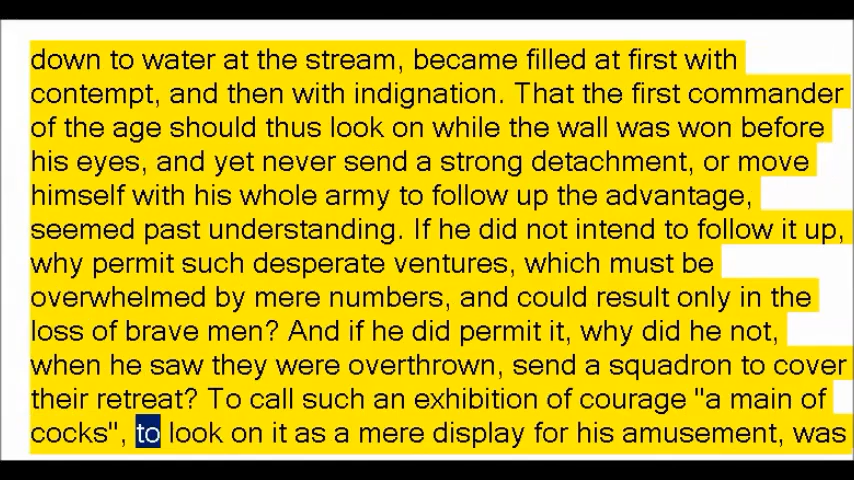 down to water at the stream, became filled at first with
contempt, and then with indignation. That the first commander
of the age should thus look on while the wall was won before
his eyes, and yet never send a strong detachment, or move
himself with his whole army to follow up the advantage,
seemed past understanding. If he did not intend to follow it up,
why permit such desperate ventures, which must be
overwhelmed by mere numbers, and could result only in the
loss of brave men? And if he did permit it, why did he not,
when he saw they were overthrown, send a squadron to cover
their retreat? To call such an exhibition of courage "a main of
cocks", to look on it as a mere display for his amusement, was